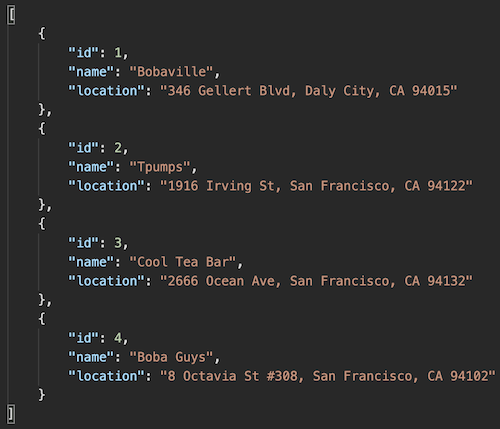 [
    {
        "id": 1,
        "name": "Bobaville",
        "location": "346 Gellert Blvd, Daly City, CA 94015"
    },
    {
        "id": 2,
        "name": "Tpumps",
        "location": "1916 Irving St, San Francisco, CA 94122"
    },
    {
        "id": 3,
        "name": "Cool Tea Bar",
        "location": "2666 Ocean Ave, San Francisco, CA 94132"
    },
    {
        "id": 4,
        "name": "Boba Guys",
        "location": "8 Octavia St #308, San Francisco, CA 94102"
    }
]